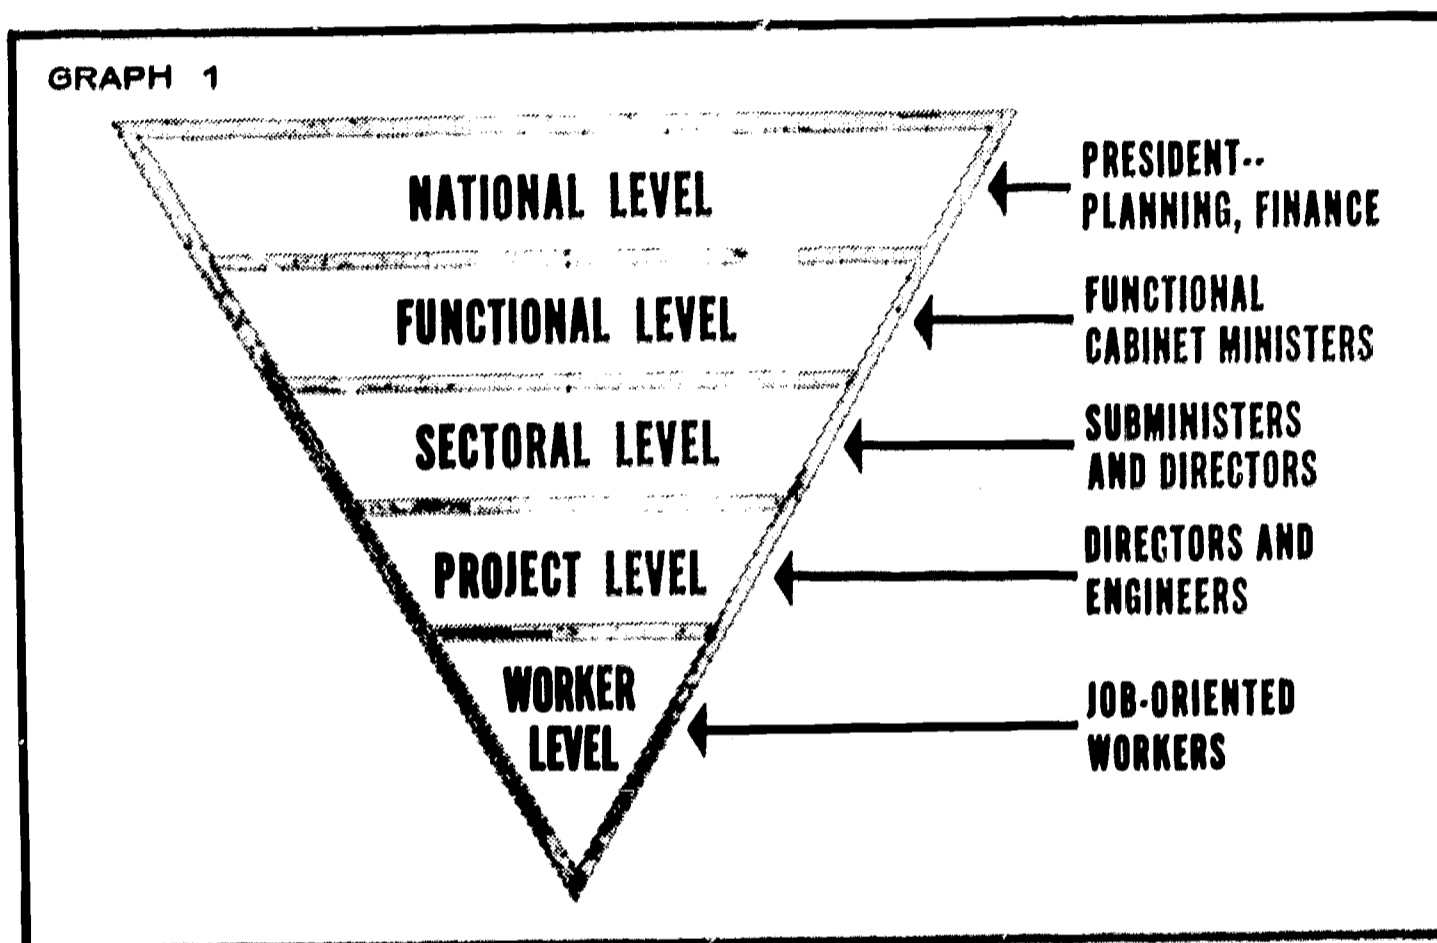 GRAPH 1
NATIONAL LEVEL
PRESIDENT--
PLANNING, FINANCE
FUNCTIONAL LEVEL
FUNCTIONAL
CABINET MINISTERS
SECTORAL LEVEL
SUBMINISTERS
AND DIRECTORS
PROJECT LEVEL
DIRECTORS AND
ENGINEERS
WORKER
LEVEL
JOB-ORIENTED
WORKERS